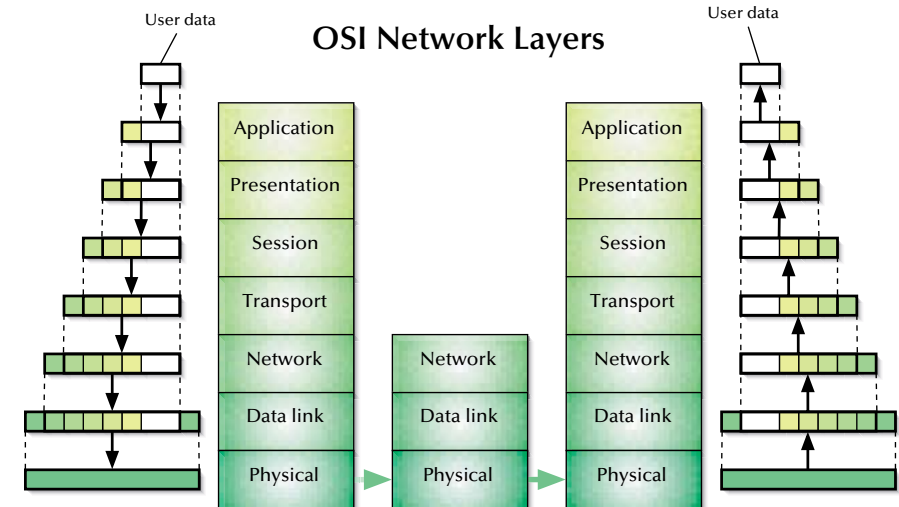 User data
OSI Network Layers
User data
Application
Presentation
Session
Transport
Network
Data link
Physical
Network
Data link
Physical
Application
Presentation
Session
Transport
Network
Data link
Physical